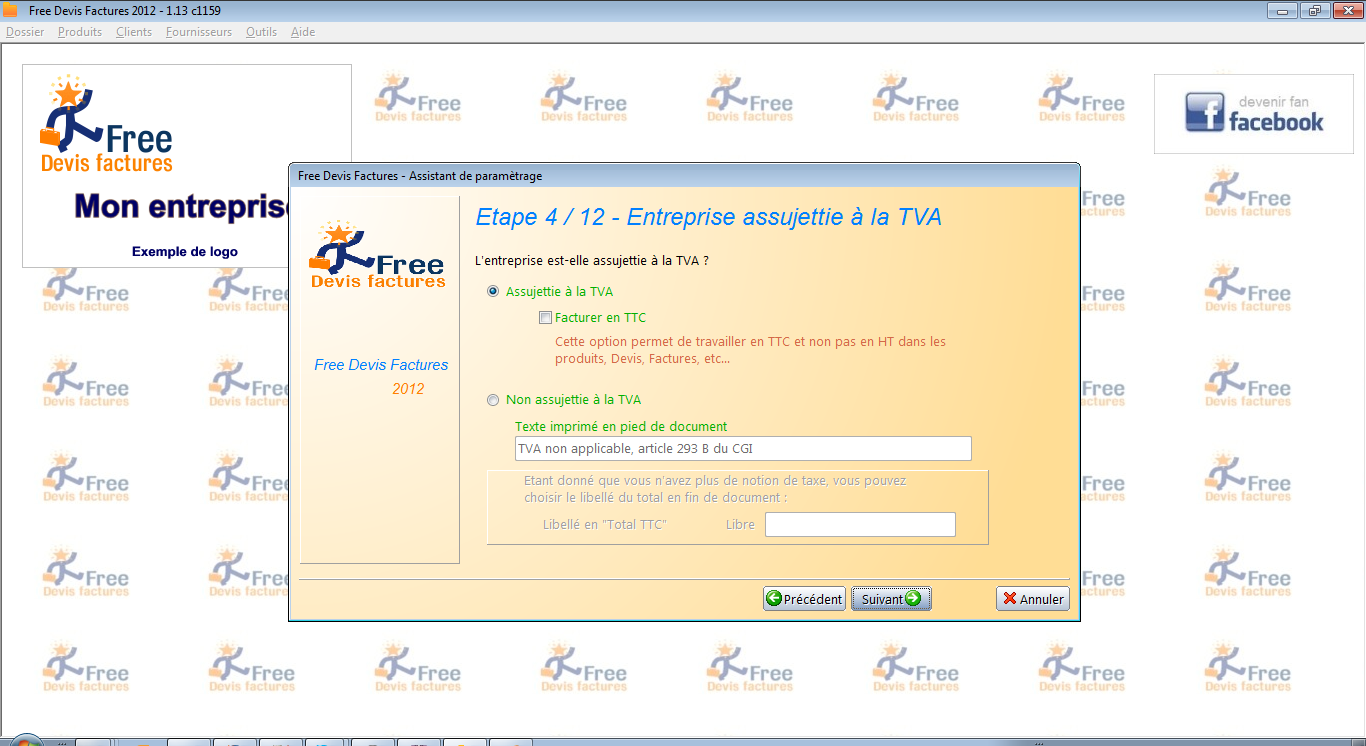 Free Devis Factures 2012 - 1.13 c1159
Dossier Produits Clients Fournisseurs Outils Aide
Free
Devis factures
Mon entreprise
Exemple de logo
devenir fan
facebook
Free Devis Factures - Assistant de paramètrage
Free
Devis factures
Free Devis Factures
2012
Etape 4 / 12 - Entreprise assujettie à la TVA
L'entreprise est-elle assujettie à la TVA ?
Assujettie à la TVA
Facturer en TTC
Cette option permet de travailler en TTC et non pas en HT dans les
produits, Devis, Factures, etc...
Non assujettie à la TVA
Texte imprimé en pied de document
TVA non applicable, article 293 B du CGI
Etant donné que vous n'avez plus de notion de taxe, vous pouvez
choisir le libellé du total en fin de document :
Libellé en "Total TTC" Libre
Précédent Suivant Annuler